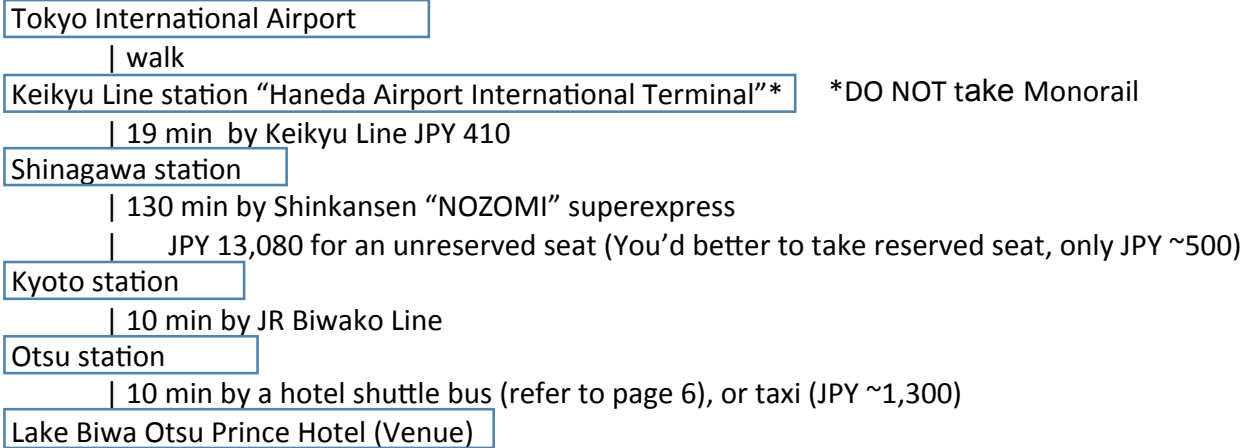 Tokyo International Airport
| walk
Keikyu Line station “Haneda Airport International Terminal”* *DO NOT take Monorail
| 19 min by Keikyu Line JPY 410
Shinagawa station
| 130 min by Shinkansen “NOZOMI” superexpress
| JPY 13,080 for an unreserved seat (You’d better to take reserved seat, only JPY ~500)
Kyoto station
| 10 min by JR Biwako Line
Otsu station
| 10 min by a hotel shuttle bus (refer to page 6), or taxi (JPY ~1,300)
Lake Biwa Otsu Prince Hotel (Venue)